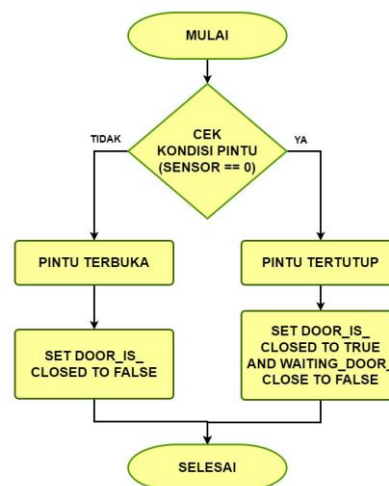 MULAI
CEK
KONDISI PINTU
(SENSOR == 0)
TIDAK
YA
PINTU TERBUKA
PINTU TERTUTUP
SET DOOR_IS_
CLOSED TO FALSE
SET DOOR_IS_
CLOSED TO TRUE
AND WAITING_DOOR_
CLOSE TO FALSE
SELESAI